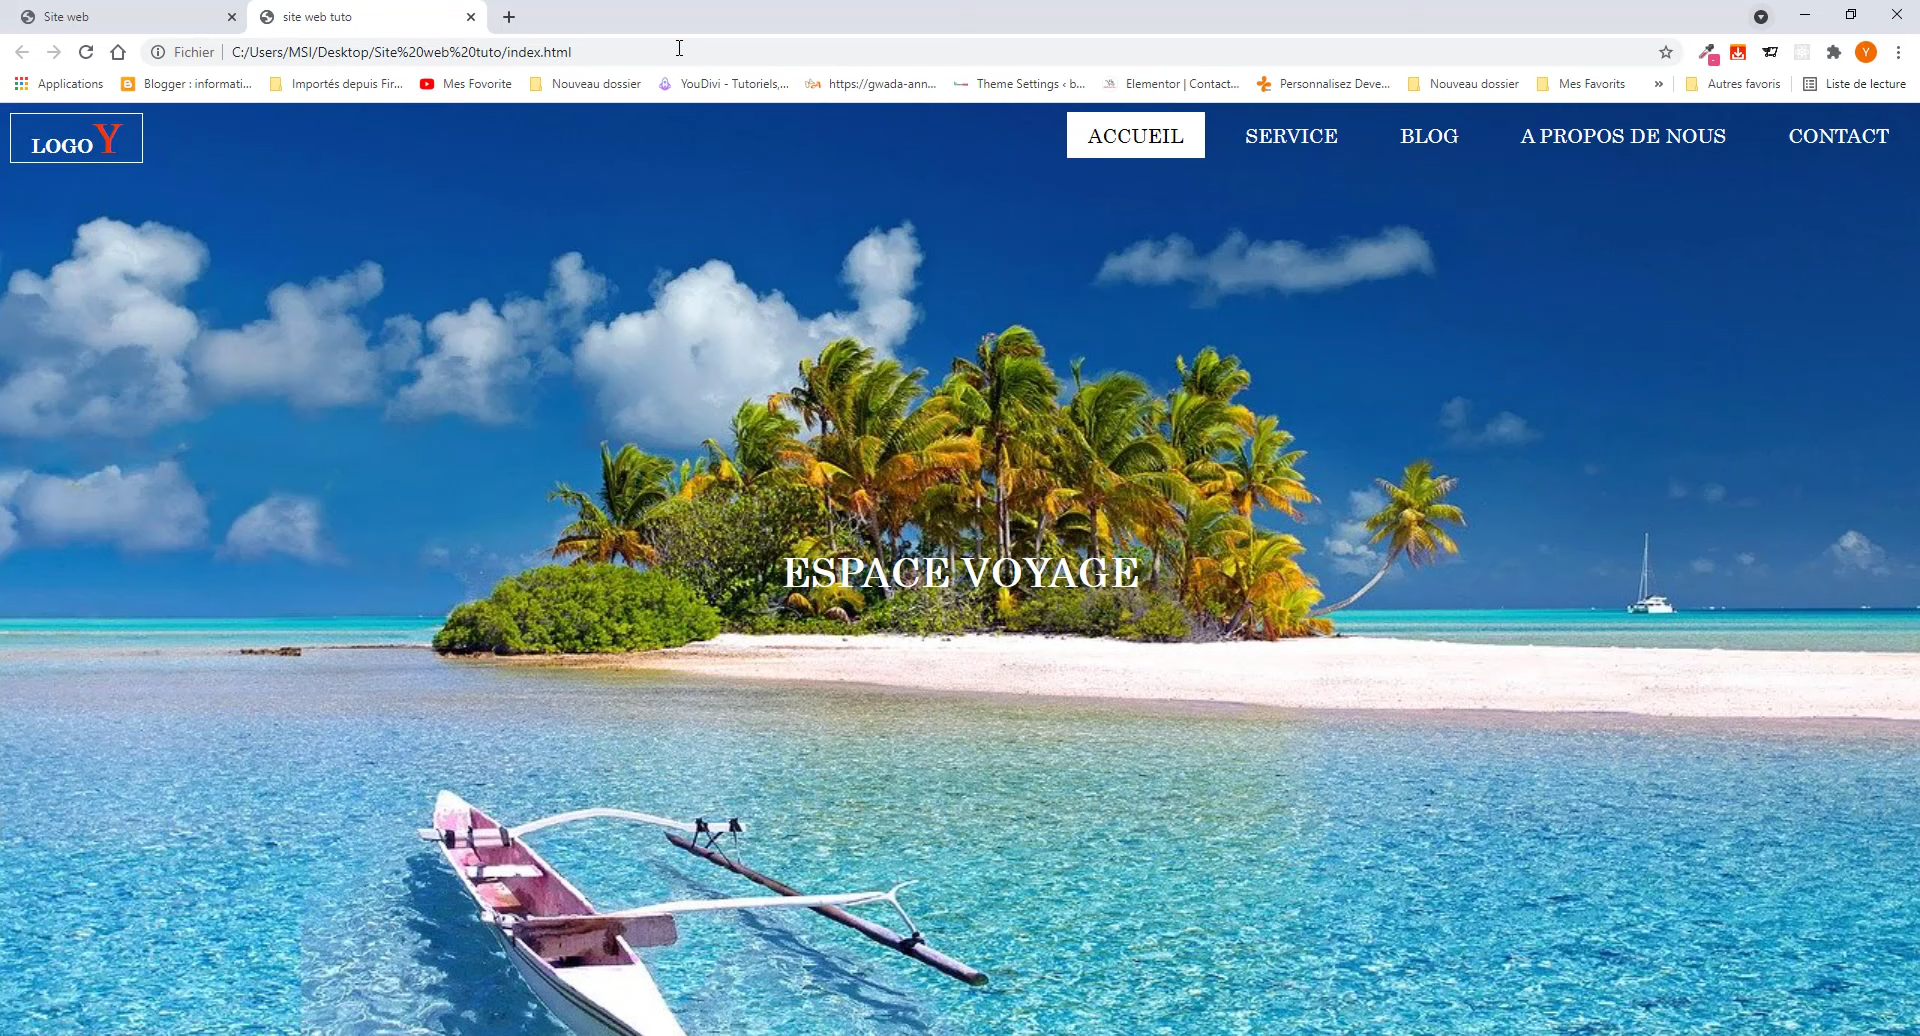 Site web
site web tuto
Fichier C:/Users/MSI/Desktop/Site%20web%20tuto/index.html
Y
Applications Blogger : informati... Importés depuis Fir... Mes Fovorite Nouveau dossier YouDivi - Tutoriels,... https://gwada-ann... Theme Settings ‹ b... Elementor | Contact... Personnalisez Deve... Nouveau dossier Mes Favorits » Autres favoris Liste de lecture
LOGO Y
ACCUEIL SERVICE BLOG A PROPOS DE NOUS CONTACT
ESPACE VOYAGE